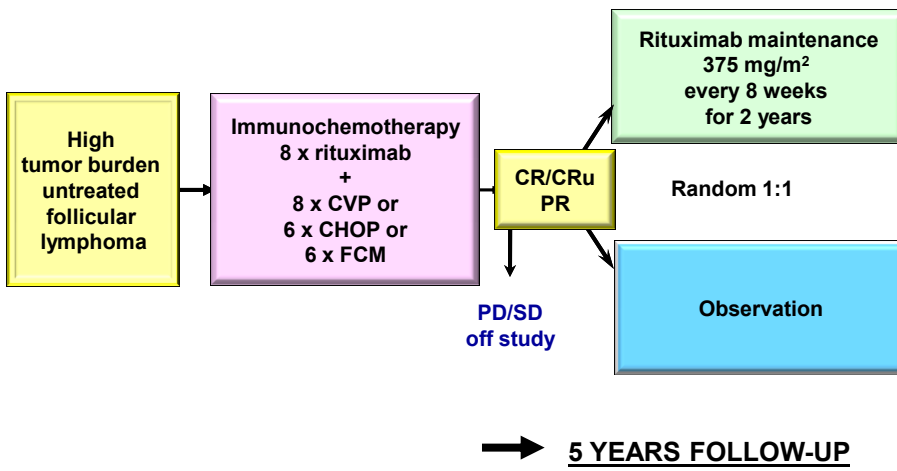 High
tumor burden
untreated
follicular
lymphoma
Immunochemotherapy
8 x rituximab
+
8 x CVP or
6 x CHOP or
6 x FCM
CR/CRu
PR
PD/SD
off study
Rituximab maintenance
375 mg/m²
every 8 weeks
for 2 years
Random 1:1
Observation
5 YEARS FOLLOW-UP